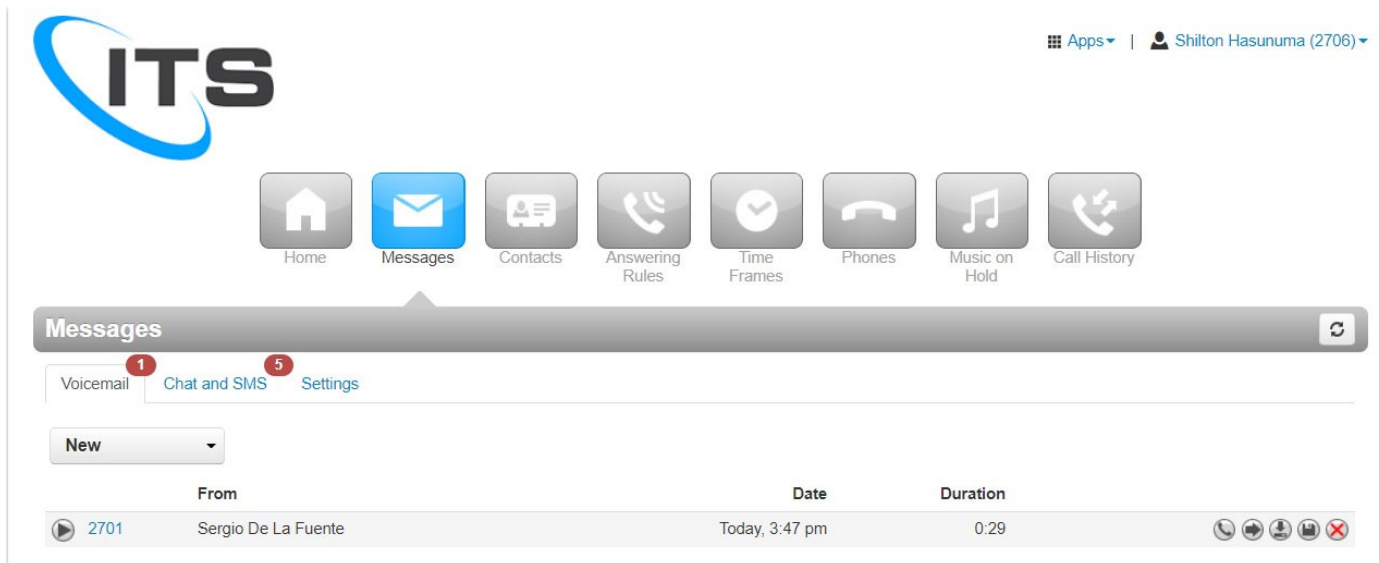 ITS
Apps | Shilton Hasunuma (2706)
Home
Messages
Contacts
Answering
Rules
Time
Frames
Phones
Music on
Hold
Call History
Messages
1 5
Voicemail Chat and SMS Settings
New
From Date Duration
2701 Sergio De La Fuente Today, 3:47 pm 0:29